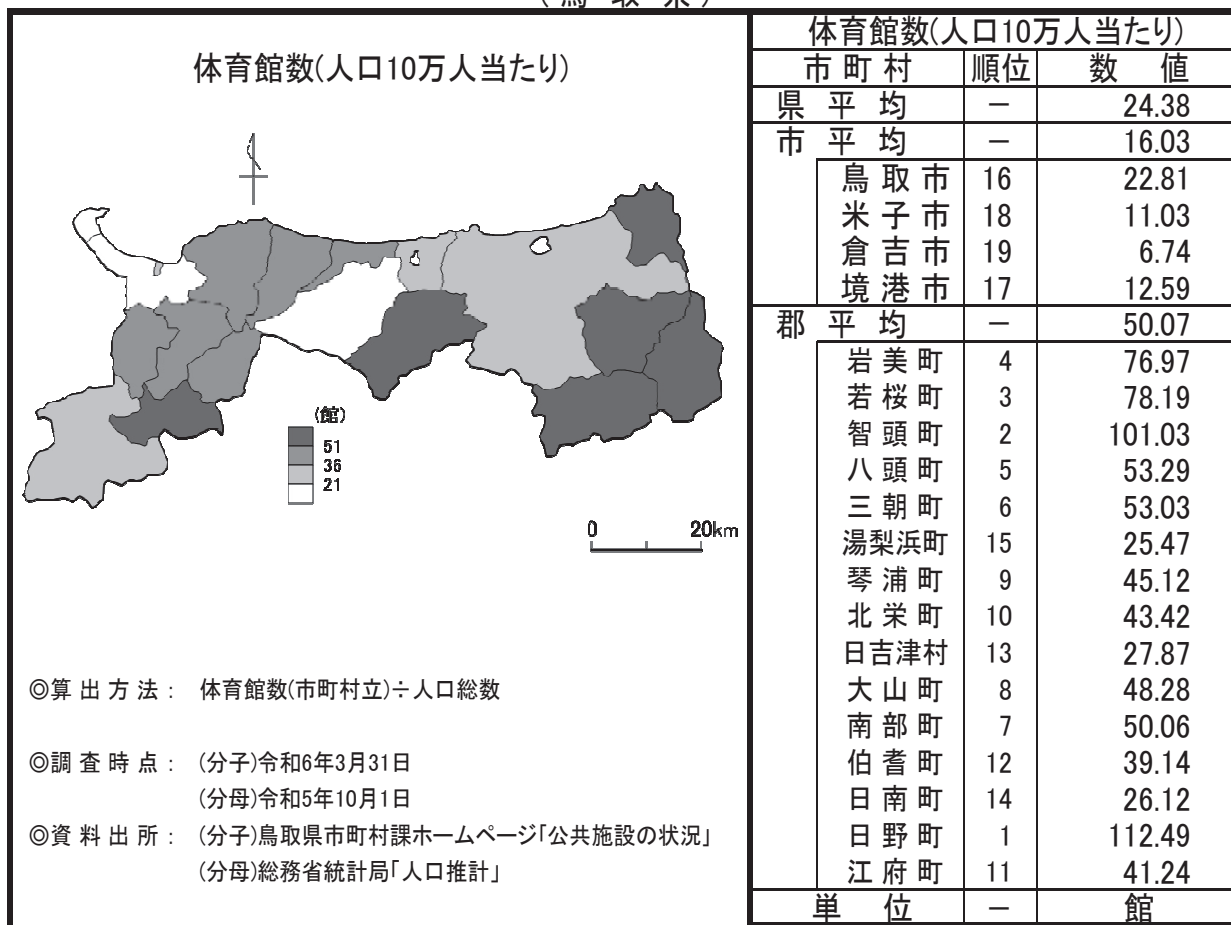 (鳥取県)
体育館数(人口10万人当たり)
(館)
51
36
21
0 20km
◎算出方法: 体育館数(市町村立)÷人口総数
◎調査時点: (分子)令和6年3月31日
(分母)令和5年10月1日
◎資料出所: (分子)鳥取県市町村課ホームページ「公共施設の状況」
(分母)総務省統計局「人口推計」
体育館数(人口10万人当たり)
市町村 順位 数値
県平均 － 24.38
市平均 － 16.03
鳥取市 16 22.81
米子市 18 11.03
倉吉市 19 6.74
境港市 17 12.59
郡平均 － 50.07
岩美町 4 76.97
若桜町 3 78.19
智頭町 2 101.03
八頭町 5 53.29
三朝町 6 53.03
湯梨浜町 15 25.47
琴浦町 9 45.12
北栄町 10 43.42
日吉津村 13 27.87
大山町 8 48.28
南部町 7 50.06
伯耆町 12 39.14
日南町 14 26.12
日野町 1 112.49
江府町 11 41.24
単位 － 館